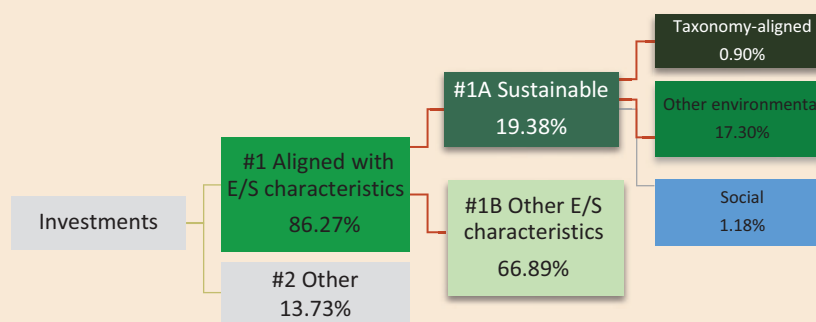 Investments
#1 Aligned with
E/S characteristics
86.27%
#2 Other
13.73%
#1A Sustainable
19.38%
#1B Other E/S
characteristics
66.89%
Taxonomy-aligned
0.90%
Other environmenta
17.30%
Social
1.18%